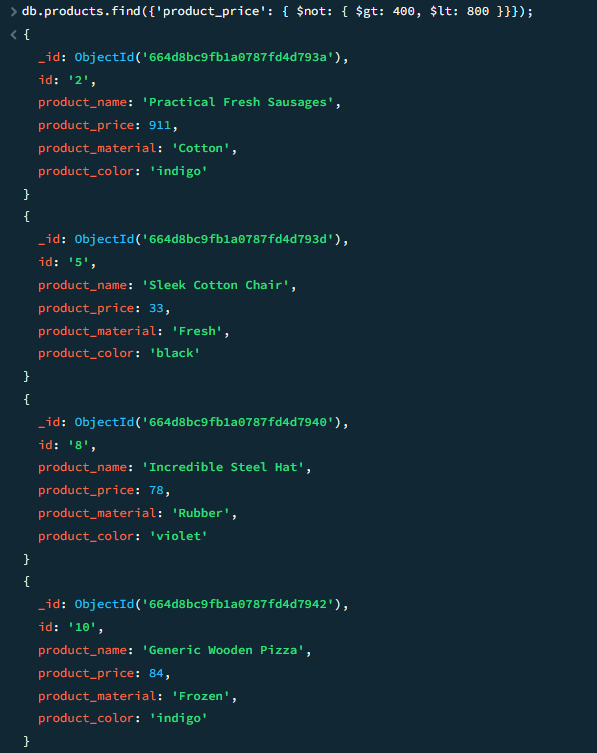 > db.products.find({'product_price': { $not: { $gt: 400, $lt: 800 }}});
< {
_id: ObjectId('664d8bc9fb1a0787fd4d793a'),
id: '2',
product_name: 'Practical Fresh Sausages',
product_price: 911,
product_material: 'Cotton',
product_color: 'indigo'
}
{
_id: ObjectId('664d8bc9fb1a0787fd4d793d'),
id: '5',
product_name: 'Sleek Cotton Chair',
product_price: 33,
product_material: 'Fresh',
product_color: 'black'
}
{
_id: ObjectId('664d8bc9fb1a0787fd4d7940'),
id: '8',
product_name: 'Incredible Steel Hat',
product_price: 78,
product_material: 'Rubber',
product_color: 'violet'
}
{
_id: ObjectId('664d8bc9fb1a0787fd4d7942'),
id: '10',
product_name: 'Generic Wooden Pizza',
product_price: 84,
product_material: 'Frozen',
product_color: 'indigo'
}